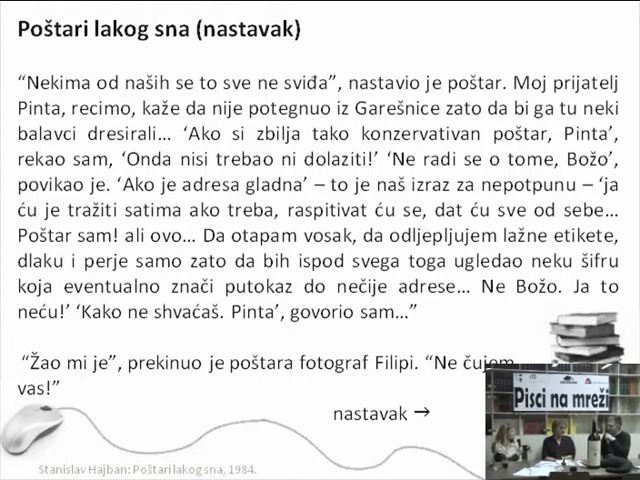 Poštari lakog sna (nastavak)
“Nekima od naših se to sve ne sviđa”, nastavio je poštar. Moj prijatelj
Pinta, recimo, kaže da nije potegnuo iz Garešnice zato da bi ga tu neki
balavci dresirali… ‘Ako si zbilja tako konzervativan poštar, Pinta’,
rekao sam, ‘Onda nisi trebao ni dolaziti!’ ‘Ne radi se o tome, Božo’,
povikao je. ‘Ako je adresa gladna’ – to je naš izraz za nepotpunu – ‘ja
ću je tražiti satima ako treba, raspitivat ću se, dat ću sve od sebe…
Poštar sam! ali ovo… Da otapam vosak, da odljepljujem lažne etikete,
dlaku i perje samo zato da bih ispod svega toga ugledao neku šifru
koja eventualno znači putokaz do nečije adrese… Ne Božo. Ja to
neću!’ ‘Kako ne shvaćaš. Pinta’, govorio sam…”
“Žao mi je”, prekinuo je poštara fotograf Filipi. “Ne čujem
vas!”
nastavak →
Stanislav Hajban: Poštari lakog sna, 1984.
Pisci na mreži